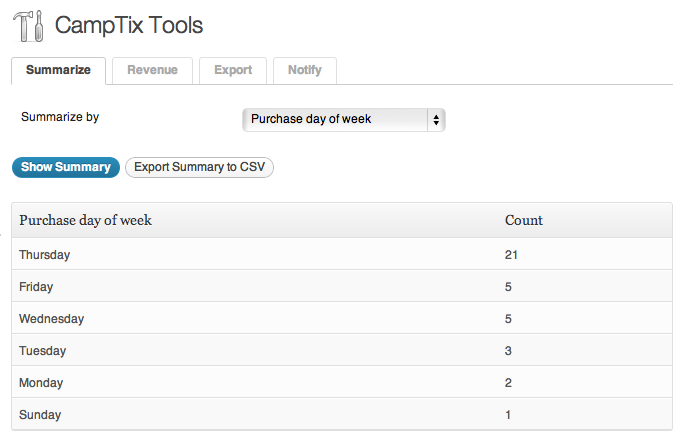 CampTix Tools
Summarize Revenue Export Notify
Summarize by Purchase day of week
Show Summary Export Summary to CSV
Purchase day of week Count
Thursday 21
Friday 5
Wednesday 5
Tuesday 3
Monday 2
Sunday 1